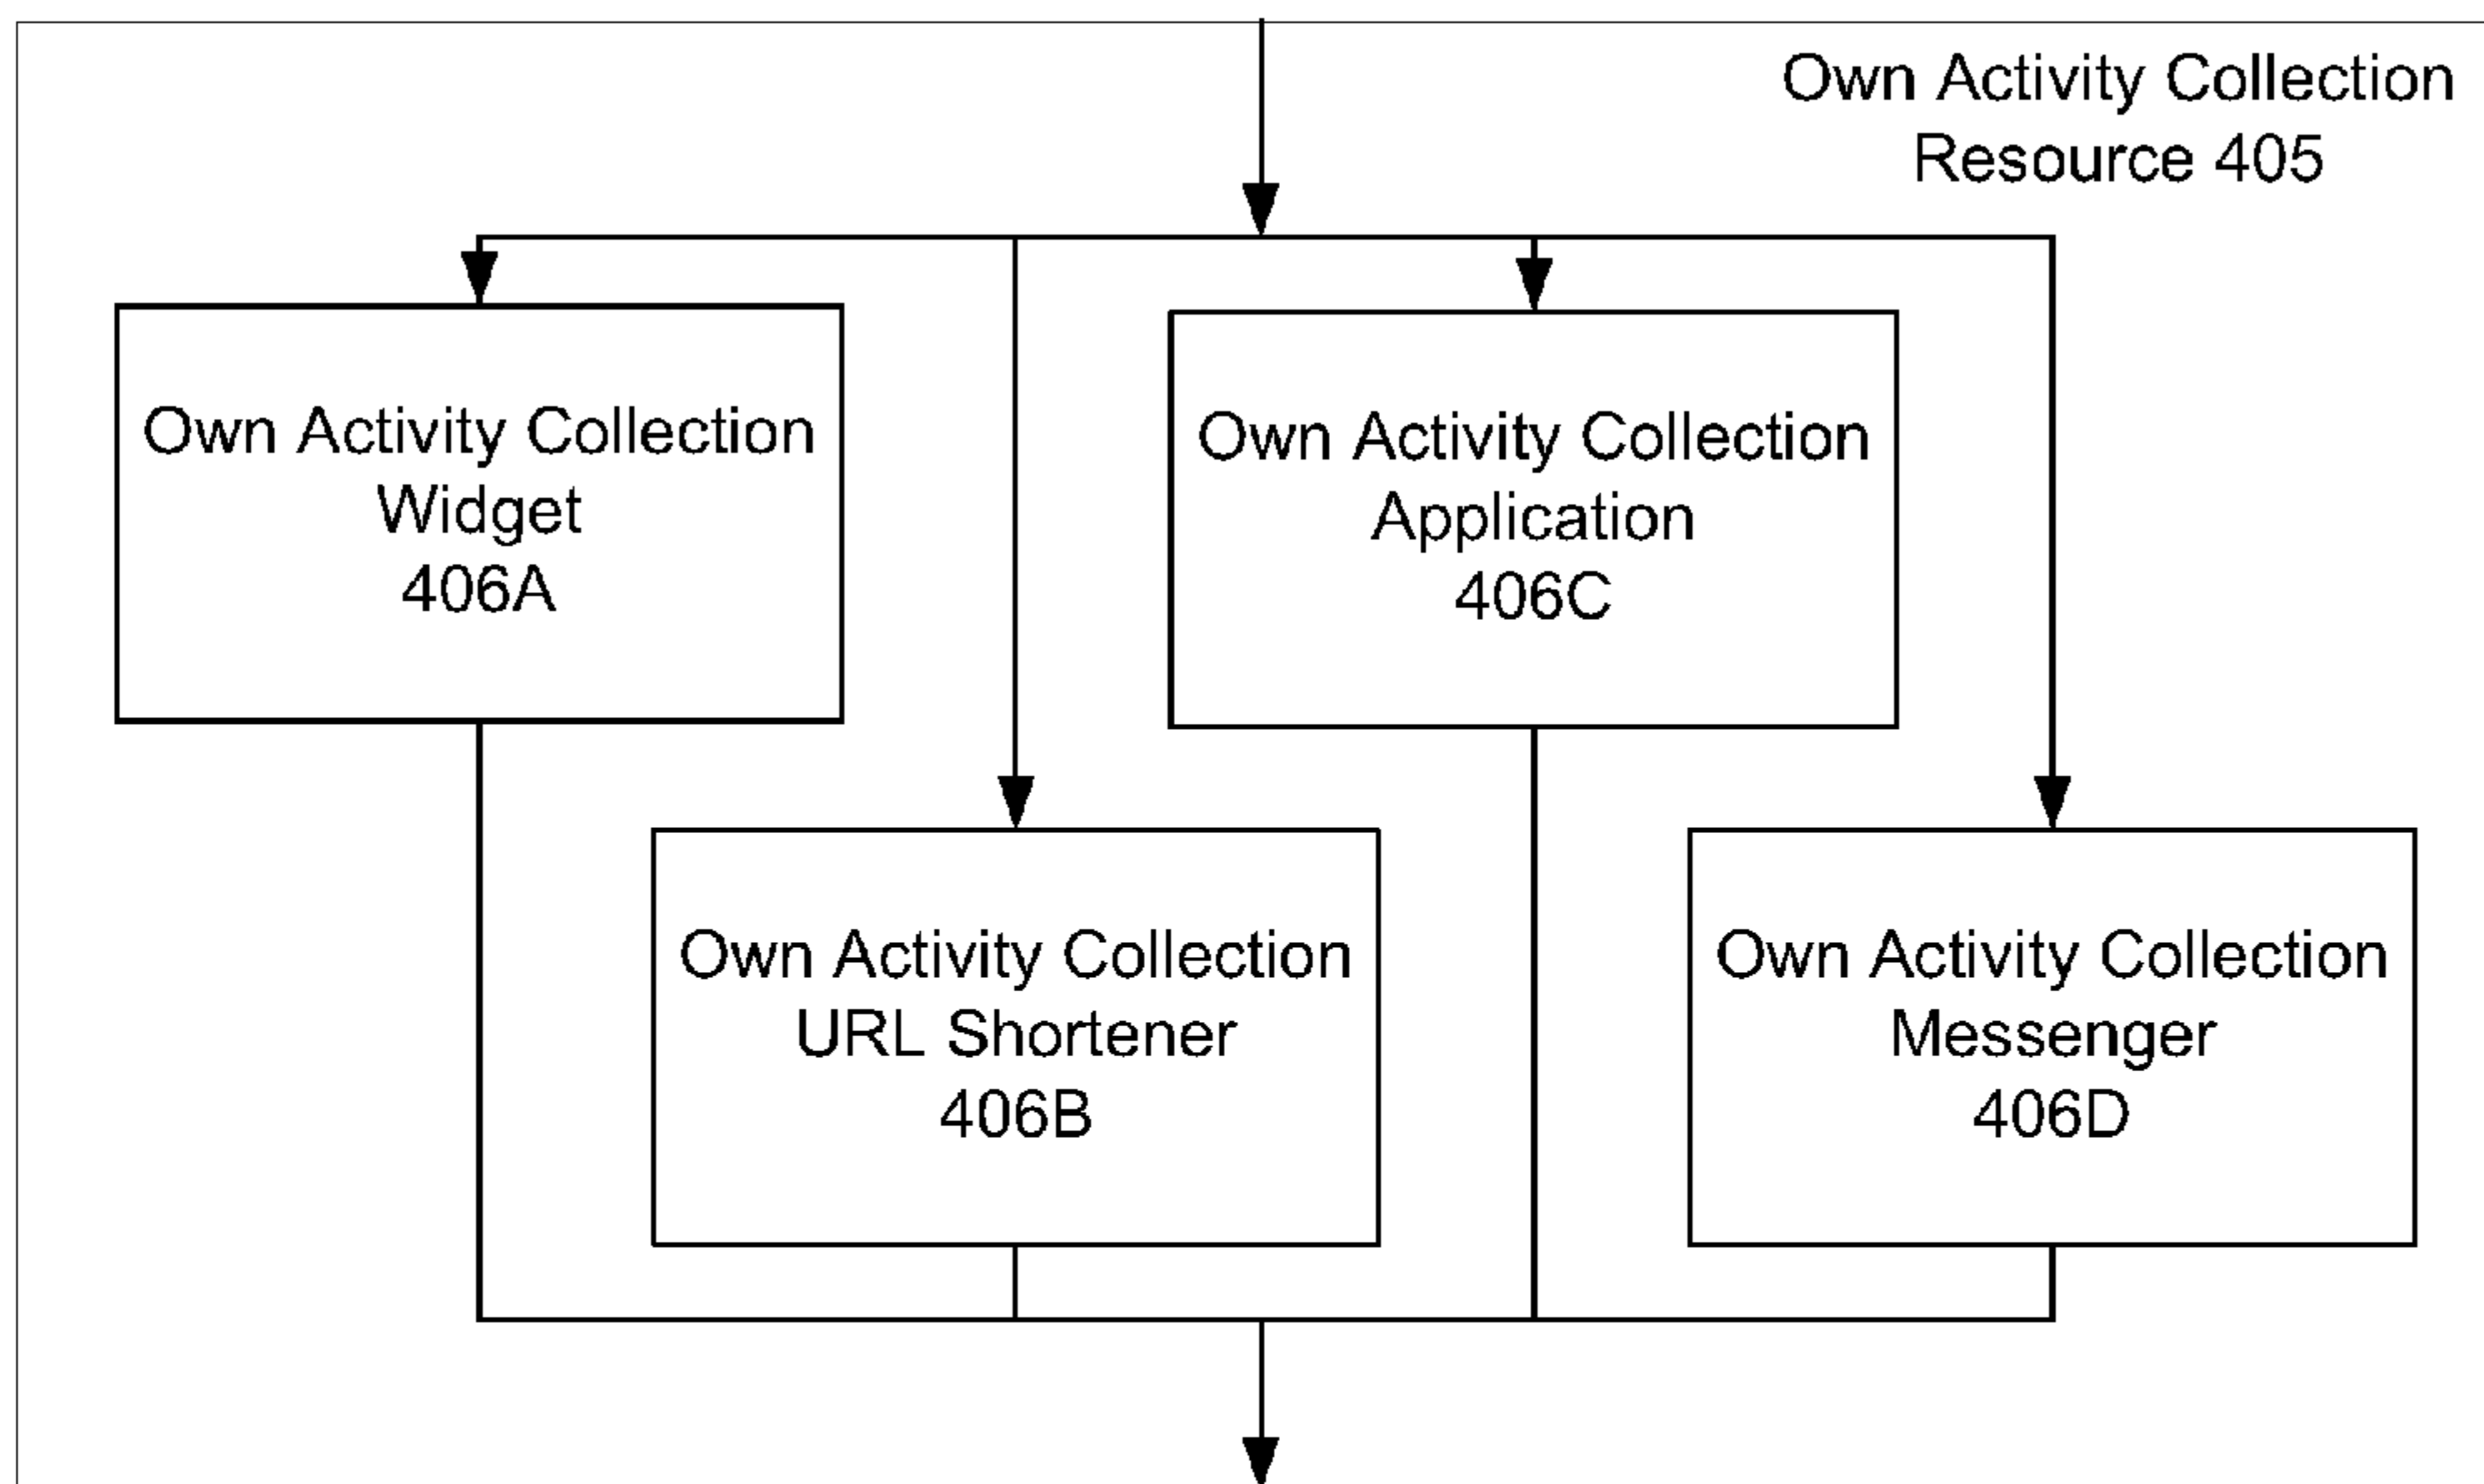 Own Activity Collection
Resource 405
Own Activity Collection
Widget
406A
Own Activity Collection
Application
406C
Own Activity Collection
URL Shortener
406B
Own Activity Collection
Messenger
406D